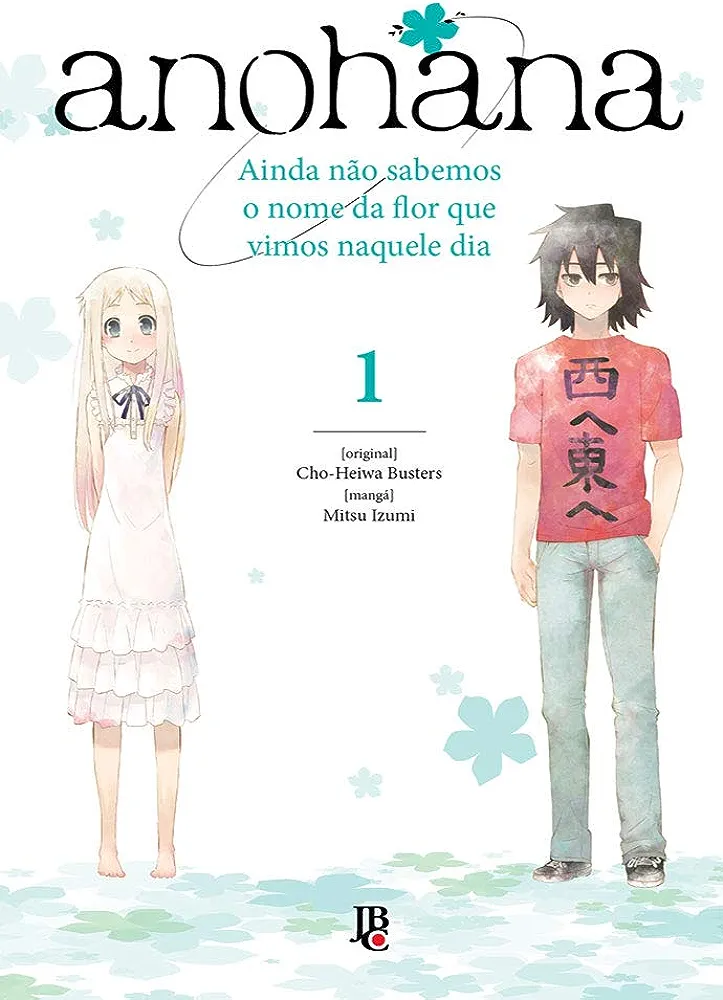 anohana
Ainda não sabemos
o nome da flor que
vimos naquele dia
1
[original]
Cho-Heiwa Busters
[mangá]
Mitsu Izumi
西へ東へ
JBC